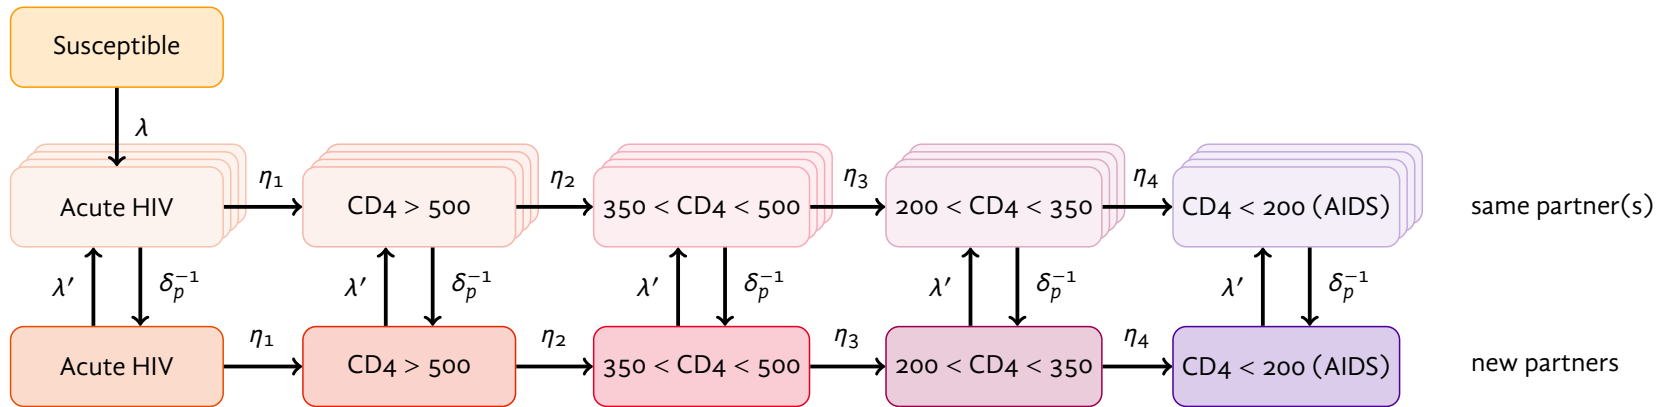 Susceptible
λ
η₁ η₂ η₃ η₄
Acute HIV CD4 > 500 350 < CD4 < 500 200 < CD4 < 350 CD4 < 200 (AIDS) same partner(s)
λ′ δₚ⁻¹ λ′ δₚ⁻¹ λ′ δₚ⁻¹ λ′ δₚ⁻¹ λ′ δₚ⁻¹
η₁ η₂ η₃ η₄
Acute HIV CD4 > 500 350 < CD4 < 500 200 < CD4 < 350 CD4 < 200 (AIDS) new partners